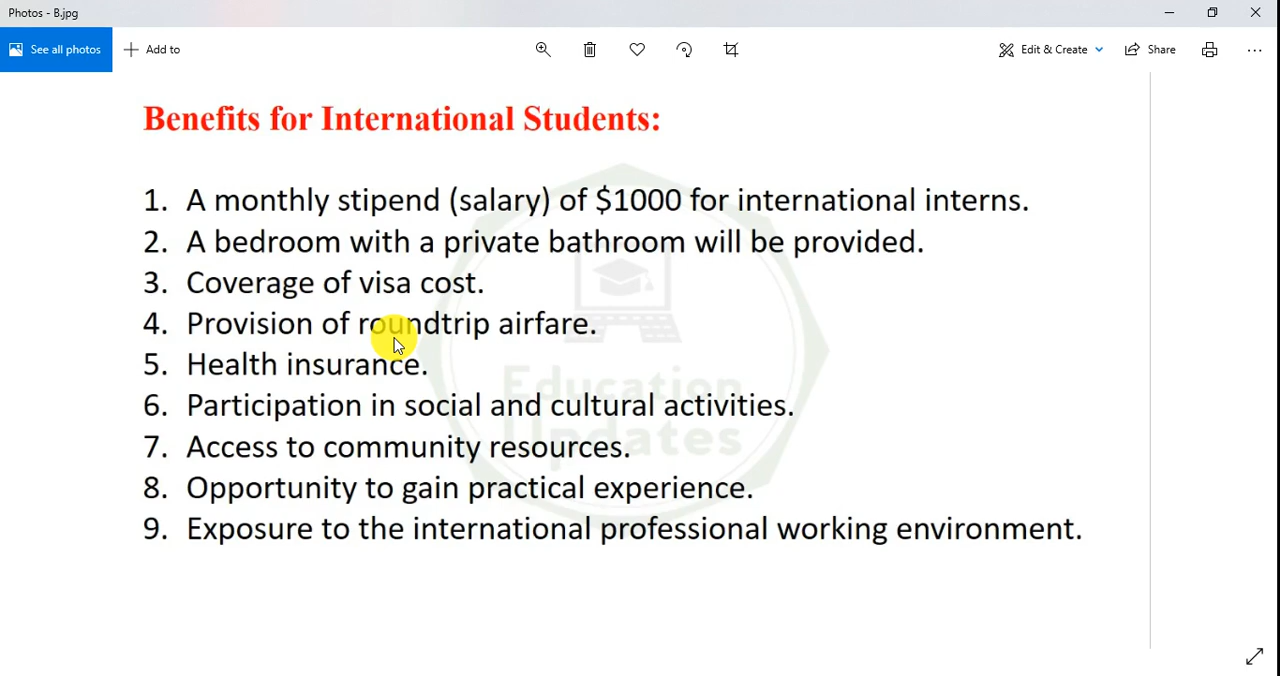 Photos - B.jpg
See all photos
Add to
Edit & Create
Share
Benefits for International Students:
1. A monthly stipend (salary) of $1000 for international interns.
2. A bedroom with a private bathroom will be provided.
3. Coverage of visa cost.
4. Provision of roundtrip airfare.
5. Health insurance.
6. Participation in social and cultural activities.
7. Access to community resources.
8. Opportunity to gain practical experience.
9. Exposure to the international professional working environment.
Education
Updates